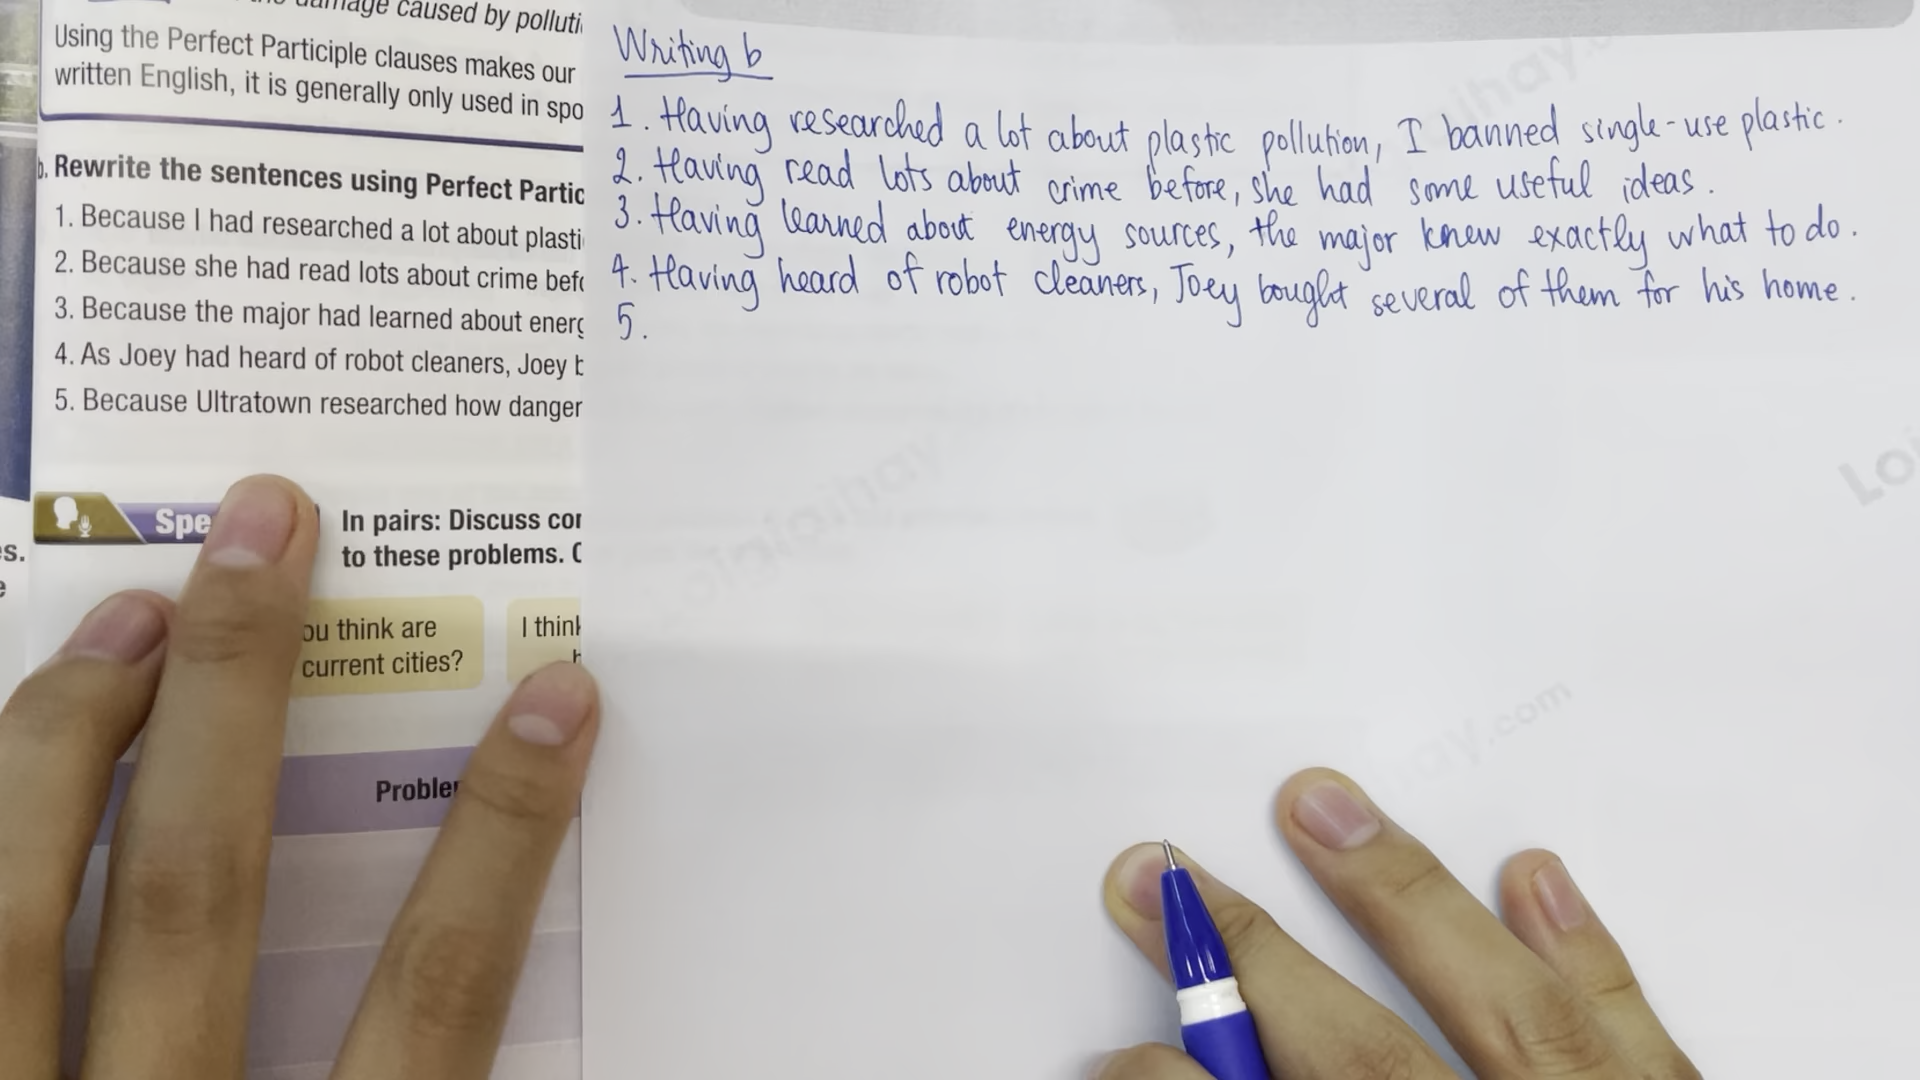 damage caused by polluti
Using the Perfect Participle clauses makes our
written English, it is generally only used in spo
b. Rewrite the sentences using Perfect Partic
1. Because I had researched a lot about plasti
2. Because she had read lots about crime befo
3. Because the major had learned about energ
4. As Joey had heard of robot cleaners, Joey b
5. Because Ultratown researched how danger
Spe
In pairs: Discuss cor
to these problems. C
s.
ou think are
current cities?
I think
h
Probler
Writing b
1. Having researched a lot about plastic pollution, I banned single-use plastic.
2. Having read lots about crime before, she had some useful ideas.
3. Having learned about energy sources, the major knew exactly what to do.
4. Having heard of robot cleaners, Joey bought several of them for his home.
5.
Loigiaihay.com